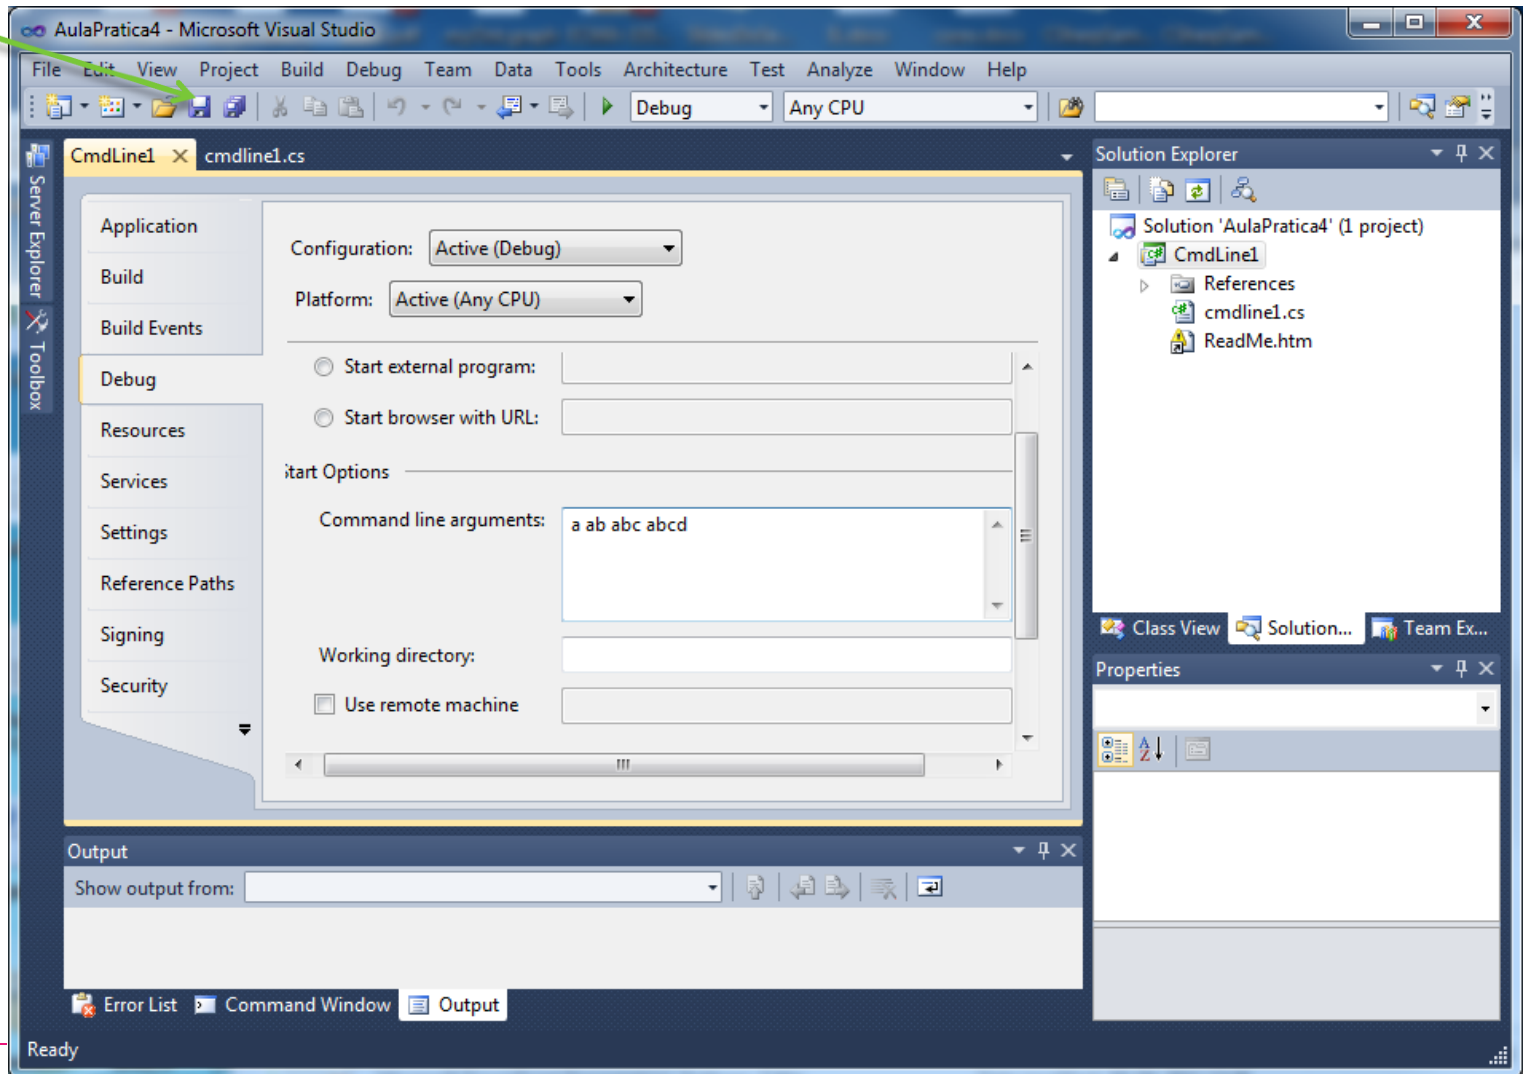 AulaPratica4 - Microsoft Visual Studio
File Edit View Project Build Debug Team Data Tools Architecture Test Analyze Window Help
Debug Any CPU
Server Explorer
Toolbox
CmdLine1 cmdline1.cs
Application
Build
Build Events
Debug
Resources
Services
Settings
Reference Paths
Signing
Security
Configuration: Active (Debug)
Platform: Active (Any CPU)
Start external program:
Start browser with URL:
Start Options
Command line arguments: a ab abc abcd
Working directory:
Use remote machine
Solution Explorer
Solution 'AulaPratica4' (1 project)
CmdLine1
References
cmdline1.cs
ReadMe.htm
Class View Solution... Team Ex...
Properties
Output
Show output from:
Error List Command Window Output
Ready